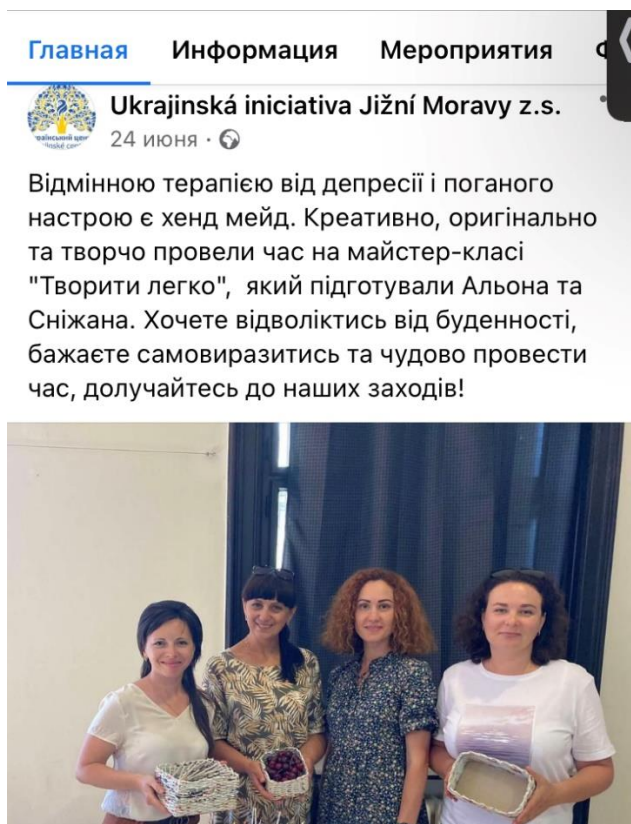 Главная Информация Мероприятия
Ukrajinská iniciativa Jižní Moravy z.s.
24 июня ·
Відмінною терапією від депресії і поганого
настрою є хенд мейд. Креативно, оригінально
та творчо провели час на майстер-класі
"Творити легко", який підготували Альона та
Сніжана. Хочете відволіктись від буденності,
бажаєте самовиразитись та чудово провести
час, долучайтесь до наших заходів!